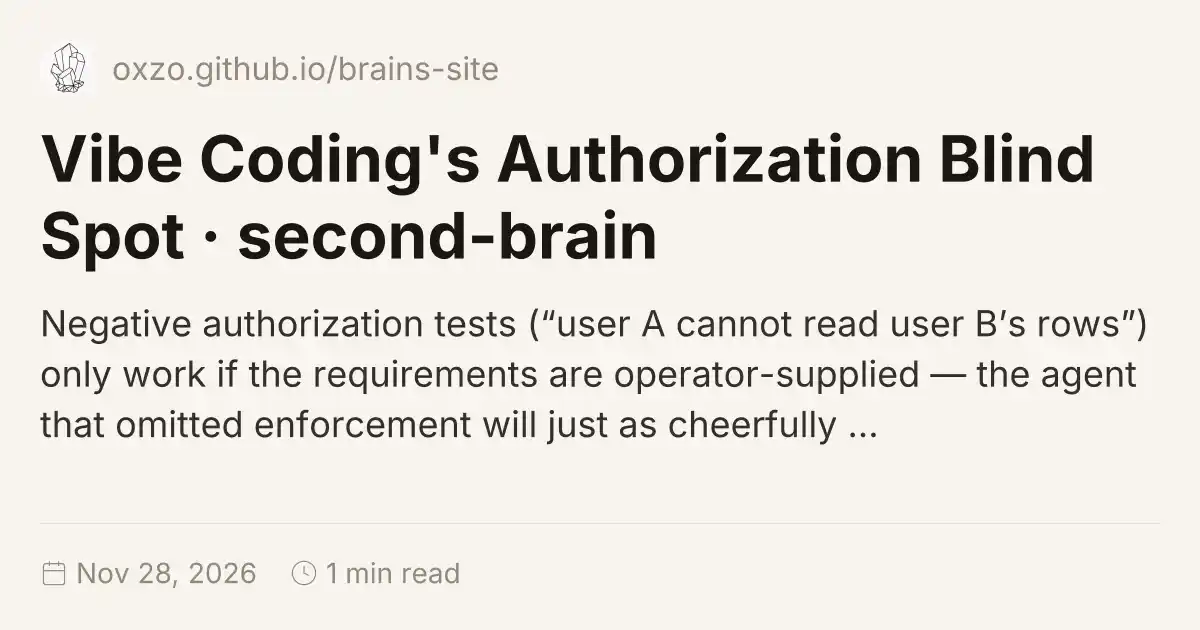 oxzo.github.io/brains-site
Vibe Coding's Authorization Blind
Spot · second-brain
Negative authorization tests (“user A cannot read user B’s rows”)
only work if the requirements are operator-supplied — the agent
that omitted enforcement will just as cheerfully ...
Nov 28, 2026 1 min read